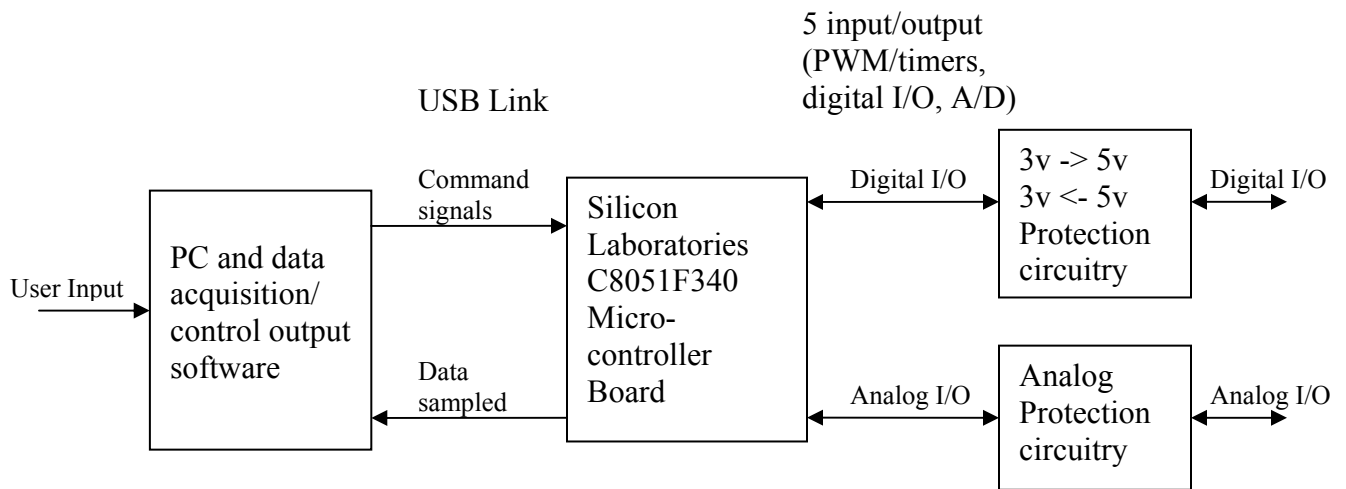 5 input/output
(PWM/timers,
digital I/O, A/D)
USB Link
User Input
PC and data
acquisition/
control output
software
Command
signals
Data
sampled
Silicon
Laboratories
C8051F340
Micro-
controller
Board
Digital I/O
3v -> 5v
3v <- 5v
Protection
circuitry
Digital I/O
Analog I/O
Analog
Protection
circuitry
Analog I/O